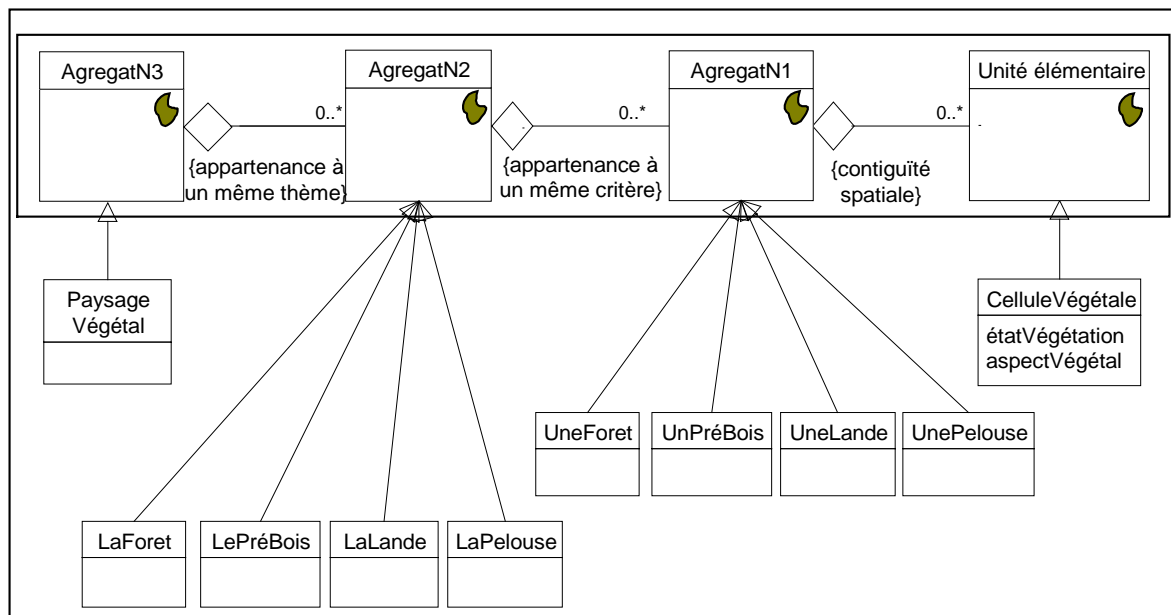 AgregatN3
AgregatN2
AgregatN1
Unité élémentaire
0..*
0..*
0..*
{appartenance à
un même thème}
{appartenance à
un même critère}
{contiguïté
spatiale}
Paysage
Végétal
CelluleVégétale
étatVégétation
aspectVégétal
UneForet
UnPréBois
UneLande
UnePelouse
LaForet
LePréBois
LaLande
LaPelouse